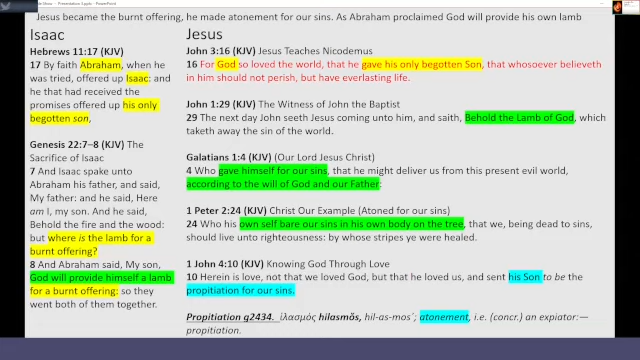 Propitiation 3.pptx - PowerPoint
Jesus became the burnt offering, he made atonement for our sins. As Abraham proclaimed God will provide his own lamb
Isaac
Hebrews 11:17 (KJV)
17 By faith Abraham, when he
was tried, offered up Isaac: and
he that had received the
promises offered up his only
begotten son,
Genesis 22:7–8 (KJV) The
Sacrifice of Isaac
7 And Isaac spake unto
Abraham his father, and said,
My father: and he said, Here
am I, my son. And he said,
Behold the fire and the wood:
but where is the lamb for a
burnt offering?
8 And Abraham said, My son,
God will provide himself a lamb
for a burnt offering: so they
went both of them together.
Jesus
John 3:16 (KJV) Jesus Teaches Nicodemus
16 For God so loved the world, that he gave his only begotten Son, that whosoever believeth
in him should not perish, but have everlasting life.
John 1:29 (KJV) The Witness of John the Baptist
29 The next day John seeth Jesus coming unto him, and saith, Behold the Lamb of God, which
taketh away the sin of the world.
Galatians 1:4 (KJV) (Our Lord Jesus Christ)
4 Who gave himself for our sins, that he might deliver us from this present evil world,
according to the will of God and our Father:
1 Peter 2:24 (KJV) Christ Our Example (Atoned for our sins)
24 Who his own self bare our sins in his own body on the tree, that we, being dead to sins,
should live unto righteousness: by whose stripes ye were healed.
1 John 4:10 (KJV) Knowing God Through Love
10 Herein is love, not that we loved God, but that he loved us, and sent his Son to be the
propitiation for our sins.
Propitiation g2434. ἱλασμός hilasmŏs, hil-as-mos´; atonement, i.e. (concr.) an expiator:—
propitiation.